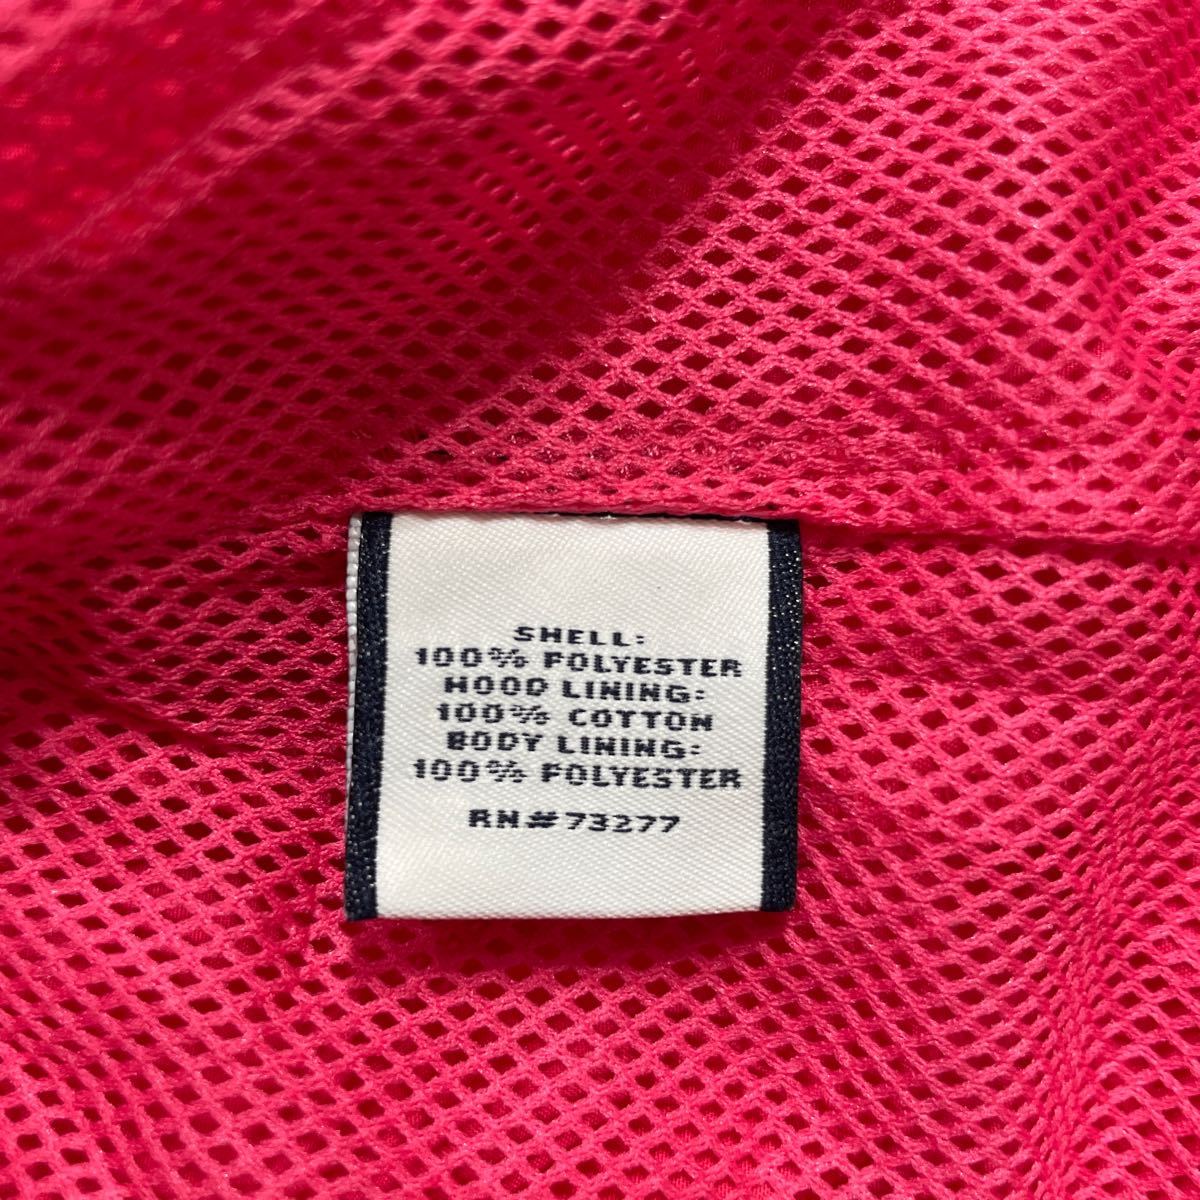 SHELL:
100% POLYESTER
HOOD LINING:
100% COTTON
BODY LINING:
100% POLYESTER
RN#73277